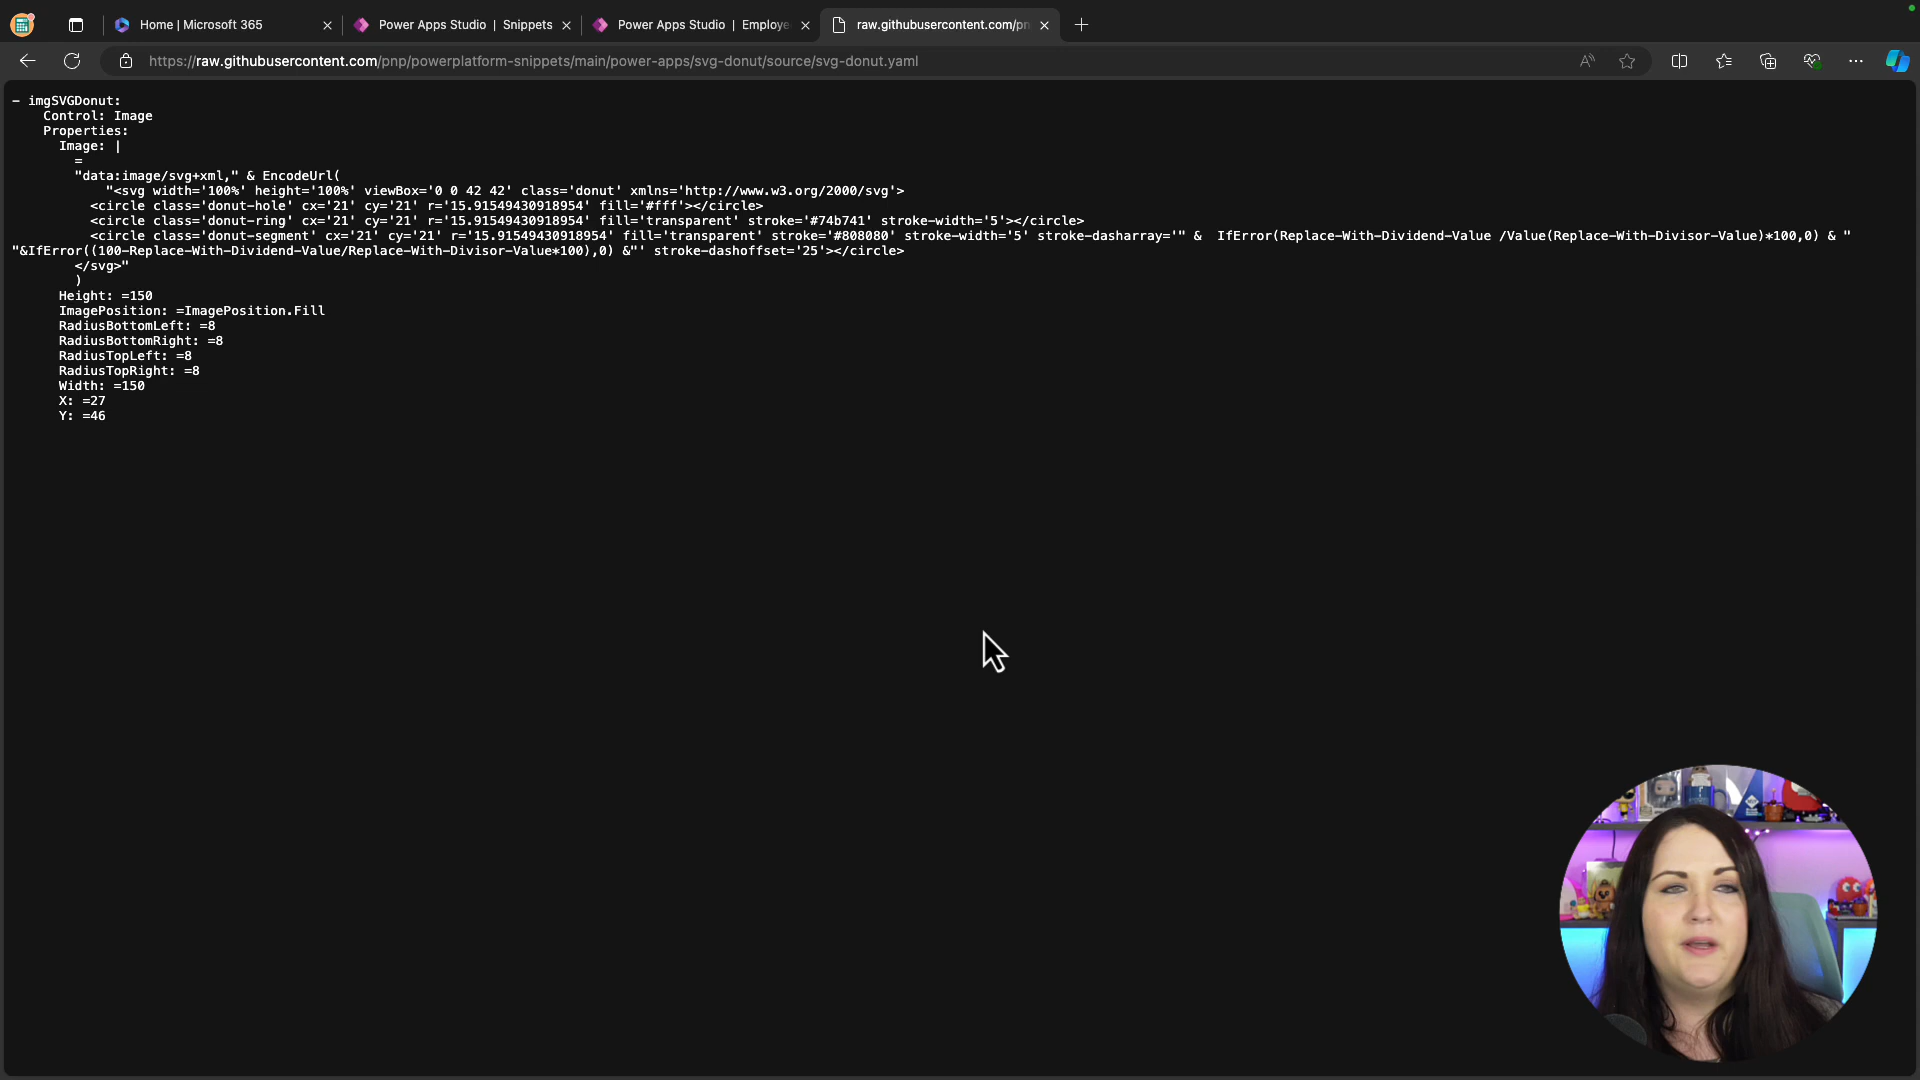 Home | Microsoft 365
Power Apps Studio | Snippets
Power Apps Studio | Employe
raw.githubusercontent.com/pn
https://raw.githubusercontent.com/pnp/powerplatform-snippets/main/power-apps/svg-donut/source/svg-donut.yaml
- imgSVGDonut:
Control: Image
Properties:
Image: |
=
"data:image/svg+xml," & EncodeUrl(
"<svg width='100%' height='100%' viewBox='0 0 42 42' class='donut' xmlns='http://www.w3.org/2000/svg'>
<circle class='donut-hole' cx='21' cy='21' r='15.91549430918954' fill='#fff'></circle>
<circle class='donut-ring' cx='21' cy='21' r='15.91549430918954' fill='transparent' stroke='#74b741' stroke-width='5'></circle>
<circle class='donut-segment' cx='21' cy='21' r='15.91549430918954' fill='transparent' stroke='#808080' stroke-width='5' stroke-dasharray='" &  IfError(Replace-With-Dividend-Value /Value(Replace-With-Divisor-Value)*100,0) & "
"&IfError((100-Replace-With-Dividend-Value/Replace-With-Divisor-Value*100),0) &"' stroke-dashoffset='25'></circle>
</svg>"
)
Height: =150
ImagePosition: =ImagePosition.Fill
RadiusBottomLeft: =8
RadiusBottomRight: =8
RadiusTopLeft: =8
RadiusTopRight: =8
Width: =150
X: =27
Y: =46